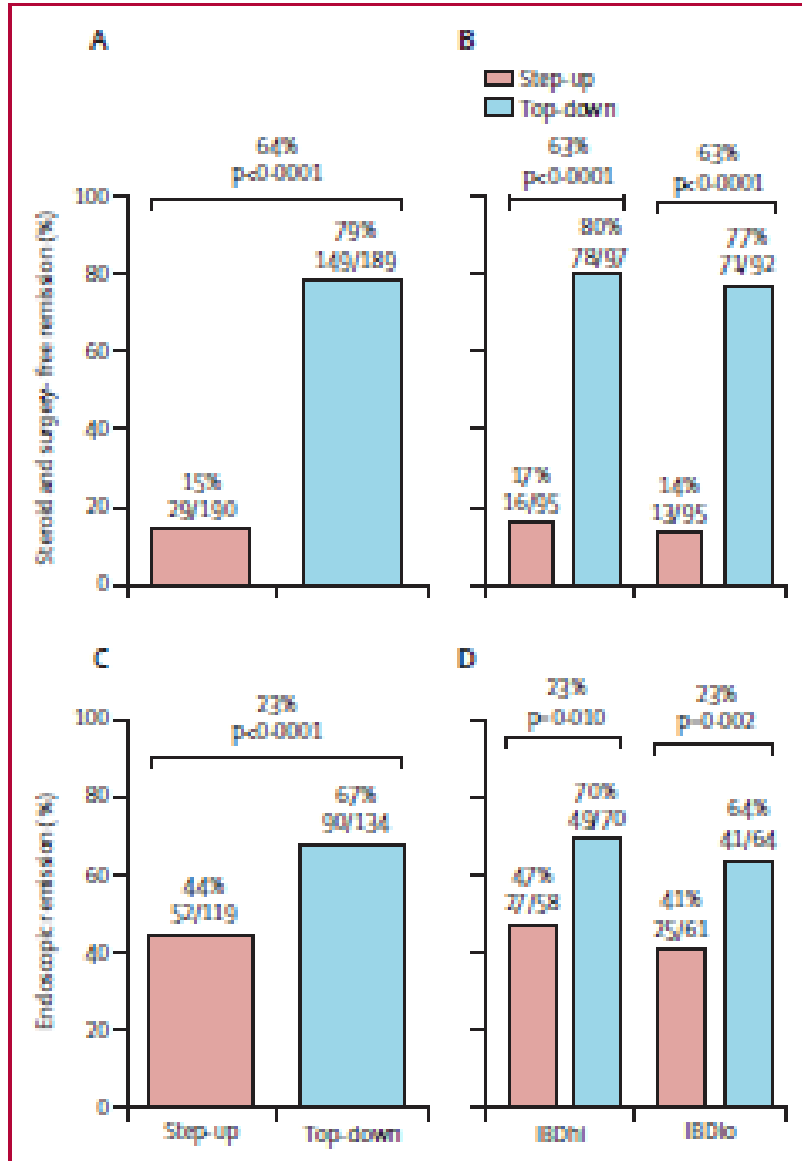 A
64%
p<0·0001
Steroid and surgery-free remission (%)
100
80
60
40
20
0
15%
29/190
79%
149/189
B
Step-up
Top-down
63%
p<0·0001
63%
p<0·0001
17%
16/95
80%
78/97
14%
13/95
77%
71/92
C
23%
p<0·0001
Endoscopic remission (%)
100
80
60
40
20
0
44%
52/119
67%
90/134
Step-up
Top-down
D
23%
p=0·010
23%
p=0·002
47%
27/58
70%
49/70
41%
25/61
64%
41/64
IBDhi
IBDlo